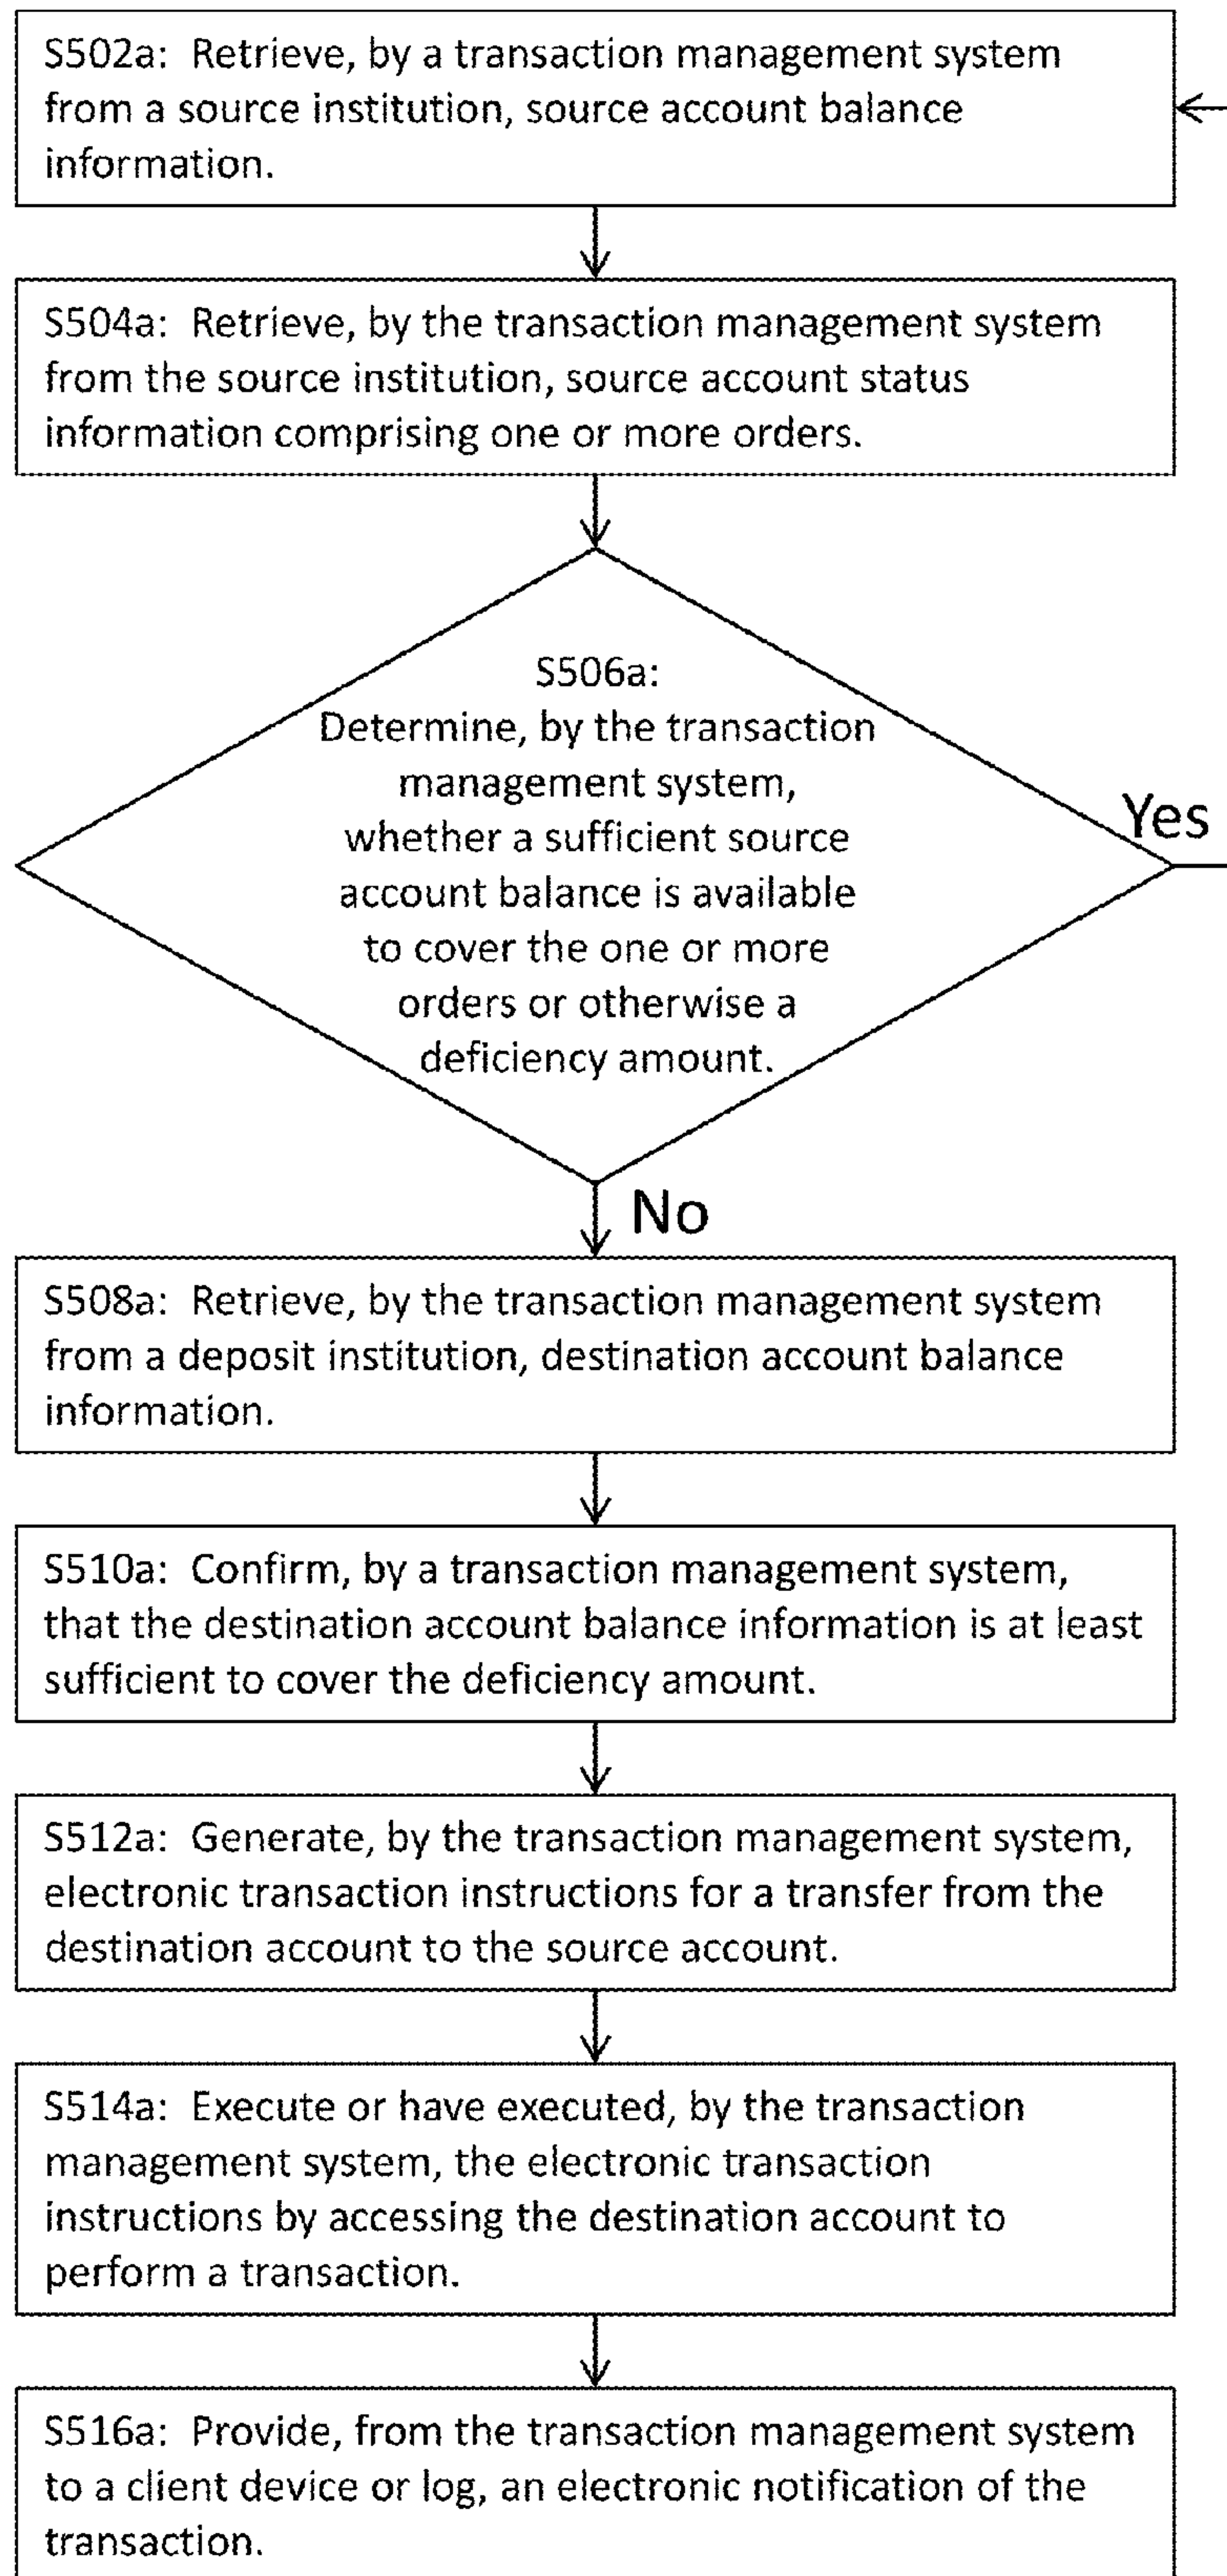 S502a: Retrieve, by a transaction management system
from a source institution, source account balance
information.
S504a: Retrieve, by the transaction management system
from the source institution, source account status
information comprising one or more orders.
S506a:
Determine, by the transaction
management system,
whether a sufficient source
account balance is available
to cover the one or more
orders or otherwise a
deficiency amount.
Yes
No
S508a: Retrieve, by the transaction management system
from a deposit institution, destination account balance
information.
S510a: Confirm, by a transaction management system,
that the destination account balance information is at least
sufficient to cover the deficiency amount.
S512a: Generate, by the transaction management system,
electronic transaction instructions for a transfer from the
destination account to the source account.
S514a: Execute or have executed, by the transaction
management system, the electronic transaction
instructions by accessing the destination account to
perform a transaction.
S516a: Provide, from the transaction management system
to a client device or log, an electronic notification of the
transaction.